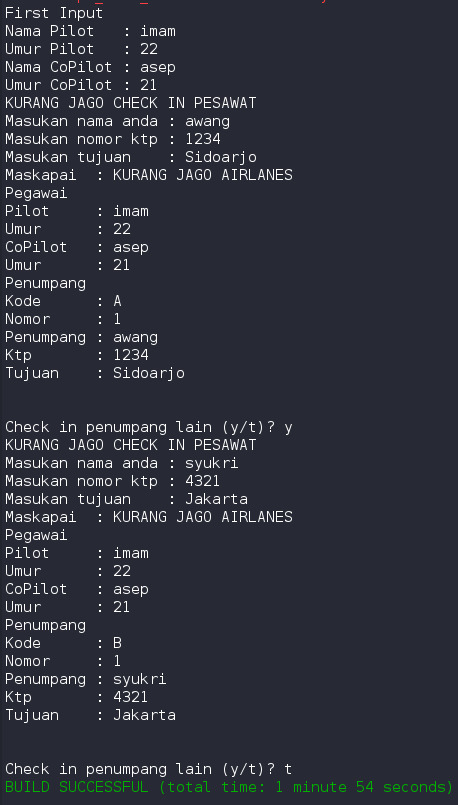 First Input
Nama Pilot   : imam
Umur Pilot   : 22
Nama CoPilot : asep
Umur CoPilot : 21
KURANG JAGO CHECK IN PESAWAT
Masukan nama anda : awang
Masukan nomor ktp : 1234
Masukan tujuan    : Sidoarjo
Maskapai  : KURANG JAGO AIRLANES
Pegawai
Pilot     : imam
Umur      : 22
CoPilot   : asep
Umur      : 21
Penumpang
Kode      : A
Nomor     : 1
Penumpang : awang
Ktp       : 1234
Tujuan    : Sidoarjo
Check in penumpang lain (y/t)? y
KURANG JAGO CHECK IN PESAWAT
Masukan nama anda : syukri
Masukan nomor ktp : 4321
Masukan tujuan    : Jakarta
Maskapai  : KURANG JAGO AIRLANES
Pegawai
Pilot     : imam
Umur      : 22
CoPilot   : asep
Umur      : 21
Penumpang
Kode      : B
Nomor     : 1
Penumpang : syukri
Ktp       : 4321
Tujuan    : Jakarta
Check in penumpang lain (y/t)? t
BUILD SUCCESSFUL (total time: 1 minute 54 seconds)